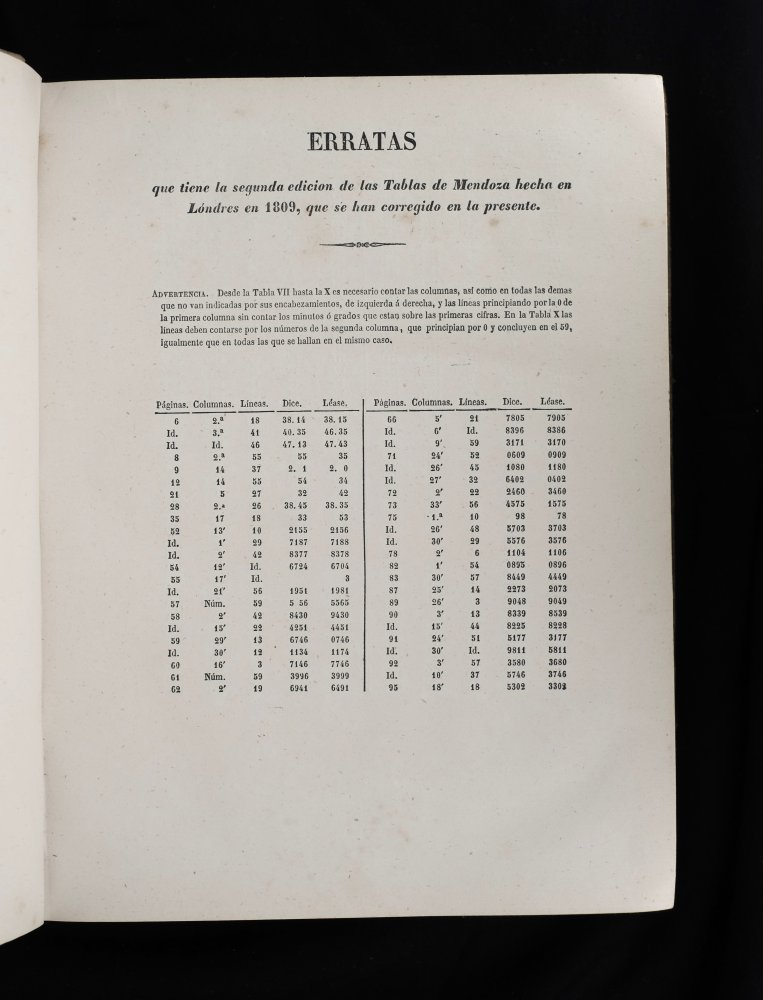 ERRATAS
que tiene la segunda edicion de las Tablas de Mendoza hecha en
Lóndres en 1809, que se han corregido en la presente.
ADVERTENCIA. Desde la Tabla VII hasta la X es necesario contar las columnas, así como en todas las demas
que no van indicadas por sus encabezamientos, de izquierda á derecha, y las líneas principiando por la 0 de
la primera columna sin contar los minutos ó grados que estan sobre las primeras cifras. En la Tabla X las
líneas deben contarse por los números de la segunda columna, que principian por 0 y concluyen en el 59,
igualmente que en todas las que se hallan en el mismo caso.
Páginas. Columnas. Líneas. Dice. Léase.
6 2.ª 18 38.14 38.15
Id. 3.ª 41 40.35 46.35
Id. Id. 46 47.13 47.43
8 2.ª 55 55 35
9 14 37 2. 1 2. 0
12 14 55 54 34
21 5 27 32 42
28 2.ª 26 38.45 38.35
35 17 18 33 53
52 13' 10 2155 2156
Id. 1' 29 7187 7188
Id. 2' 42 8377 8378
54 12' Id. 6724 6704
55 17' Id. 3
Id. 21' 56 1951 1981
57 Núm. 59 5 56 5565
58 2' 42 8430 9430
Id. 15' 22 4251 4451
59 29' 13 6746 0746
Id. 30' 12 1134 1174
60 16' 3 7146 7746
61 Núm. 59 3996 3999
62 2' 19 6941 6491
Páginas. Columnas. Líneas. Dice. Léase.
66 5' 21 7805 7905
Id. 6' Id. 8396 8386
Id. 9' 59 3171 3170
71 24' 52 0609 0909
Id. 26' 45 1080 1180
Id. 27' 32 6402 0402
72 2' 22 2460 3460
73 33' 56 4575 1575
75 1.ª 10 98 78
Id. 26' 48 5703 3703
Id. 30' 29 5576 3576
78 2' 6 1104 1106
82 1' 54 0895 0896
83 30' 57 8449 4449
87 25' 14 2273 2073
89 26' 3 9048 9049
90 3' 13 8339 8539
Id. 15' 44 8225 8228
91 24' 51 5177 3177
Id. 30' Id. 9811 5811
92 3' 57 3580 3680
Id. 10' 37 5746 3746
95 18' 18 5302 3302